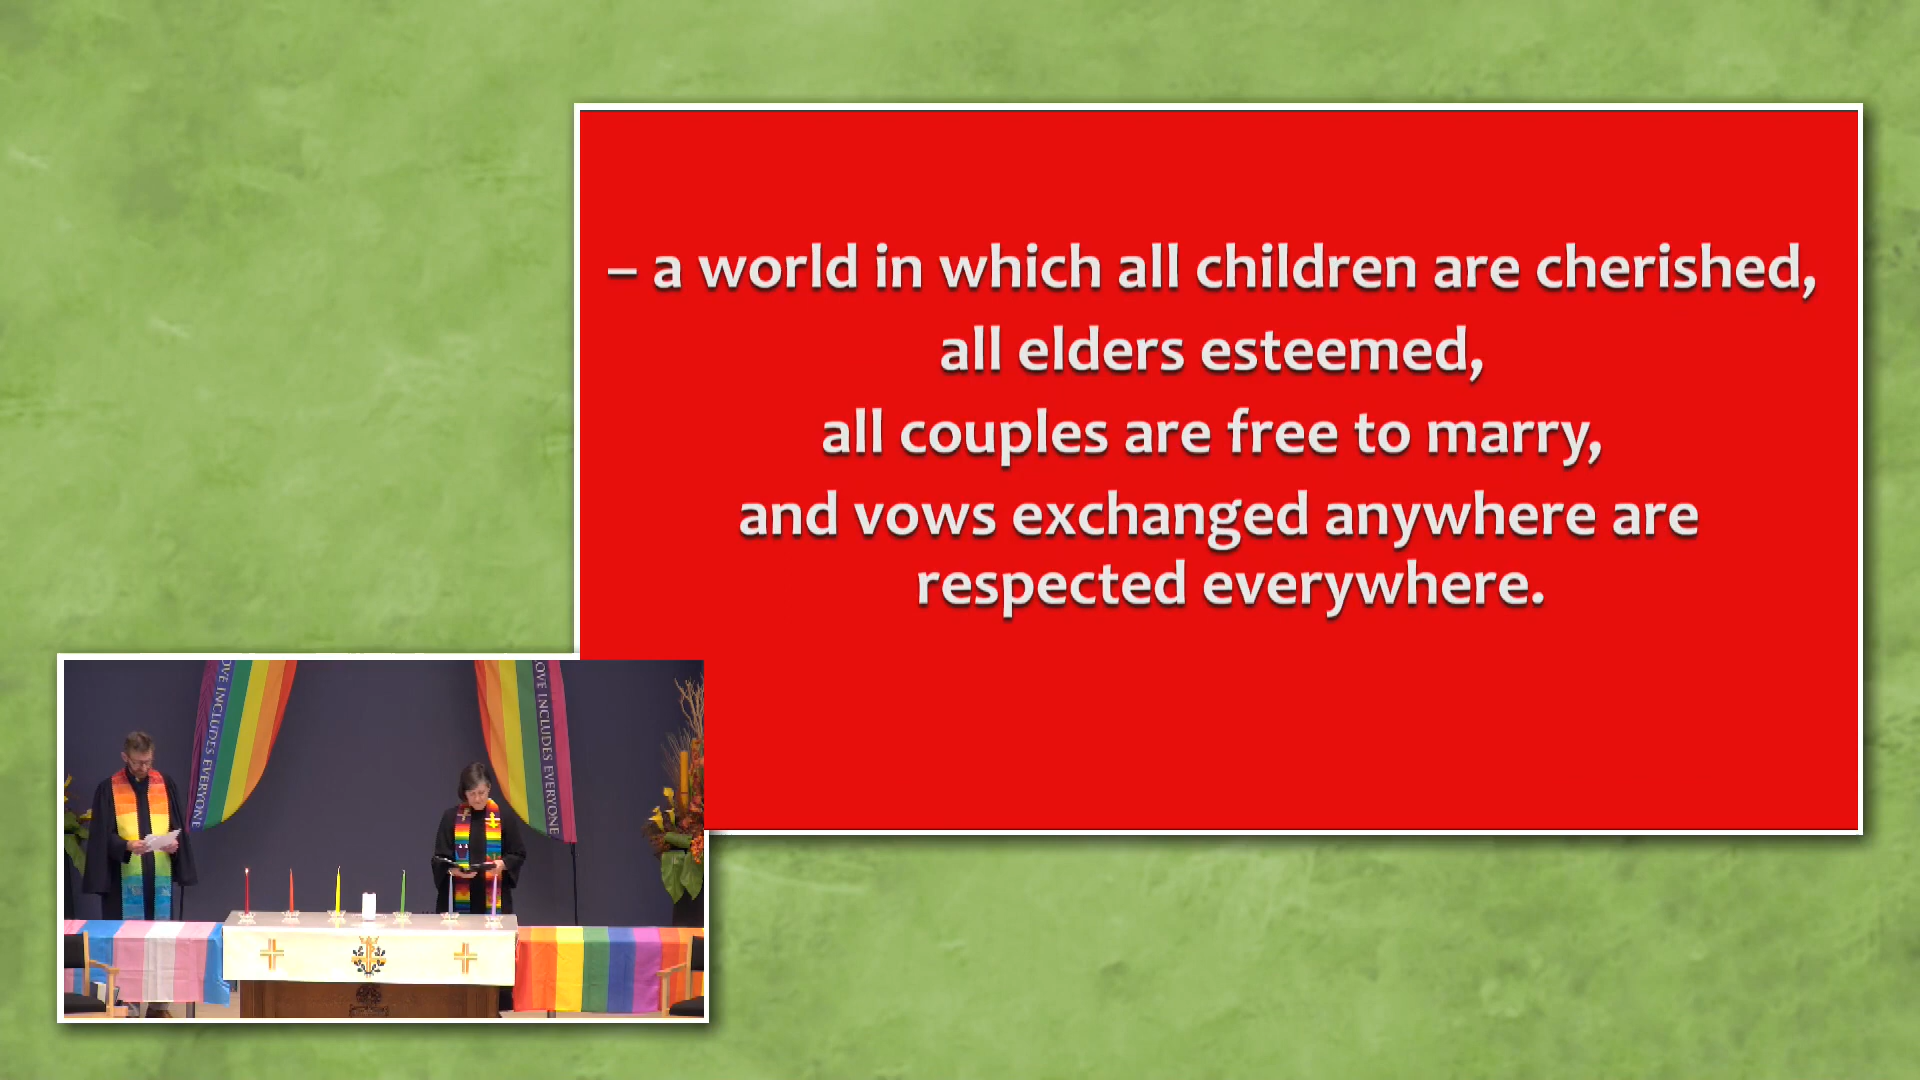 – a world in which all children are cherished,
all elders esteemed,
all couples are free to marry,
and vows exchanged anywhere are
respected everywhere.
OVE INCLUDES EVERYONE
OVE INCLUDES EVERYONE